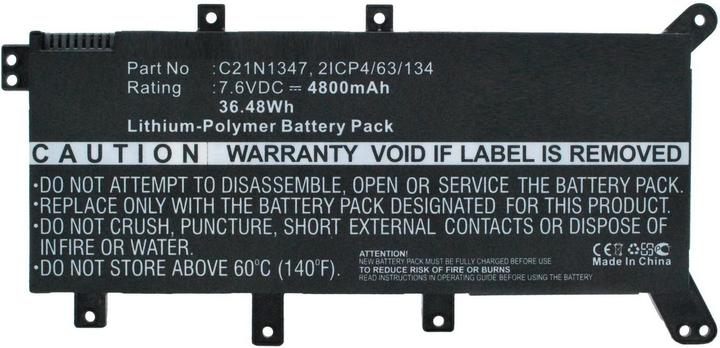 Part No : C21N1347, 2ICP4/63/134
Rating : 7.6VDC ⎓ 4800mAh
36.48Wh
Lithium-Polymer Battery Pack
CAUTION WARRANTY VOID IF LABEL IS REMOVED
•DO NOT ATTEMPT TO DISASSEMBLE, OPEN OR SERVICE THE BATTERY PACK.
•REPLACE ONLY WITH THE BATTERY PACK DESIGNATED FOR THIS PRODUCT.
•DO NOT CRUSH, PUNCTURE, SHORT EXTERNAL CONTACTS OR DISPOSE OF
IN FIRE OR WATER.
•DO NOT STORE ABOVE 60°C (140°F).
ATTENTION!
NEW BATTERY PACK MUST BE FULLY CHARGED BEFORE USE
TO REDUCE RISK OF FIRE OR BURNS
READ INSTRUCTIONS IN OPERATING GUIDE BEFORE USING THE BATTERY
CE
Made In China